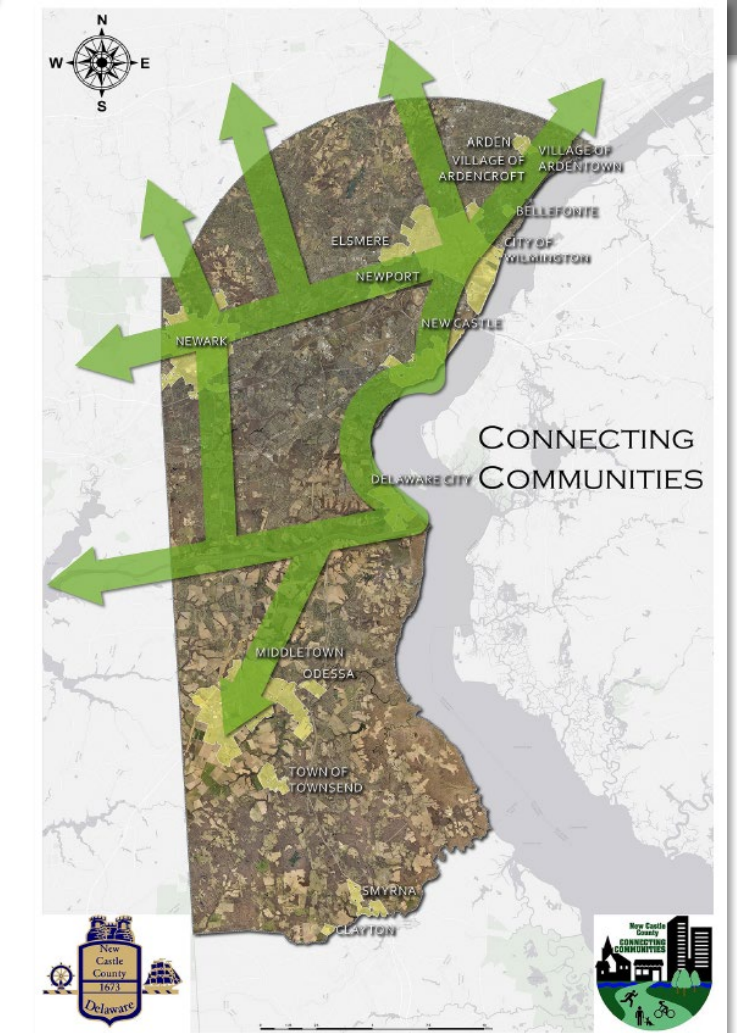 N
W
E
S
ARDEN
VILLAGE OF
ARDENCROFT
VILLAGE OF
ARDENTOWN
BELLEFONTE
ELSMERE
CITY OF
WILMINGTON
NEWPORT
NEW CASTLE
NEWARK
CONNECTING
COMMUNITIES
DELAWARE CITY
MIDDLETOWN
ODESSA
TOWN OF
TOWNSEND
SMYRNA
CLAYTON
New
Castle
County
1673
Delaware
New Castle
County
CONNECTING
COMMUNITIES